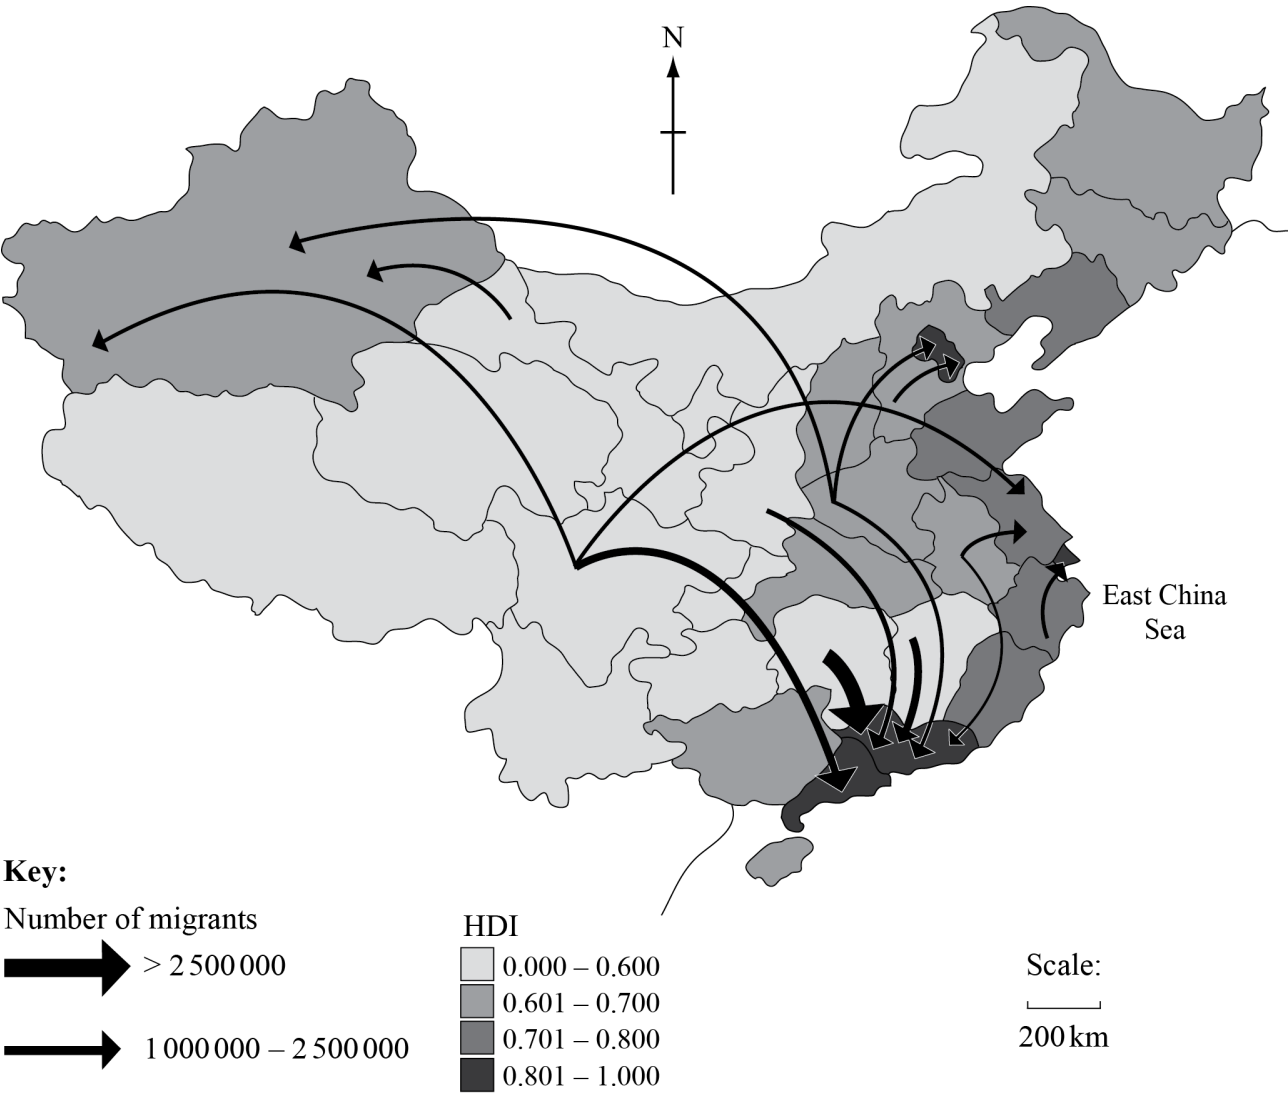 N
East China
Sea
Key:
Number of migrants
> 2 500 000
1 000 000 – 2 500 000
HDI
0.000 – 0.600
0.601 – 0.700
0.701 – 0.800
0.801 – 1.000
Scale:
200 km